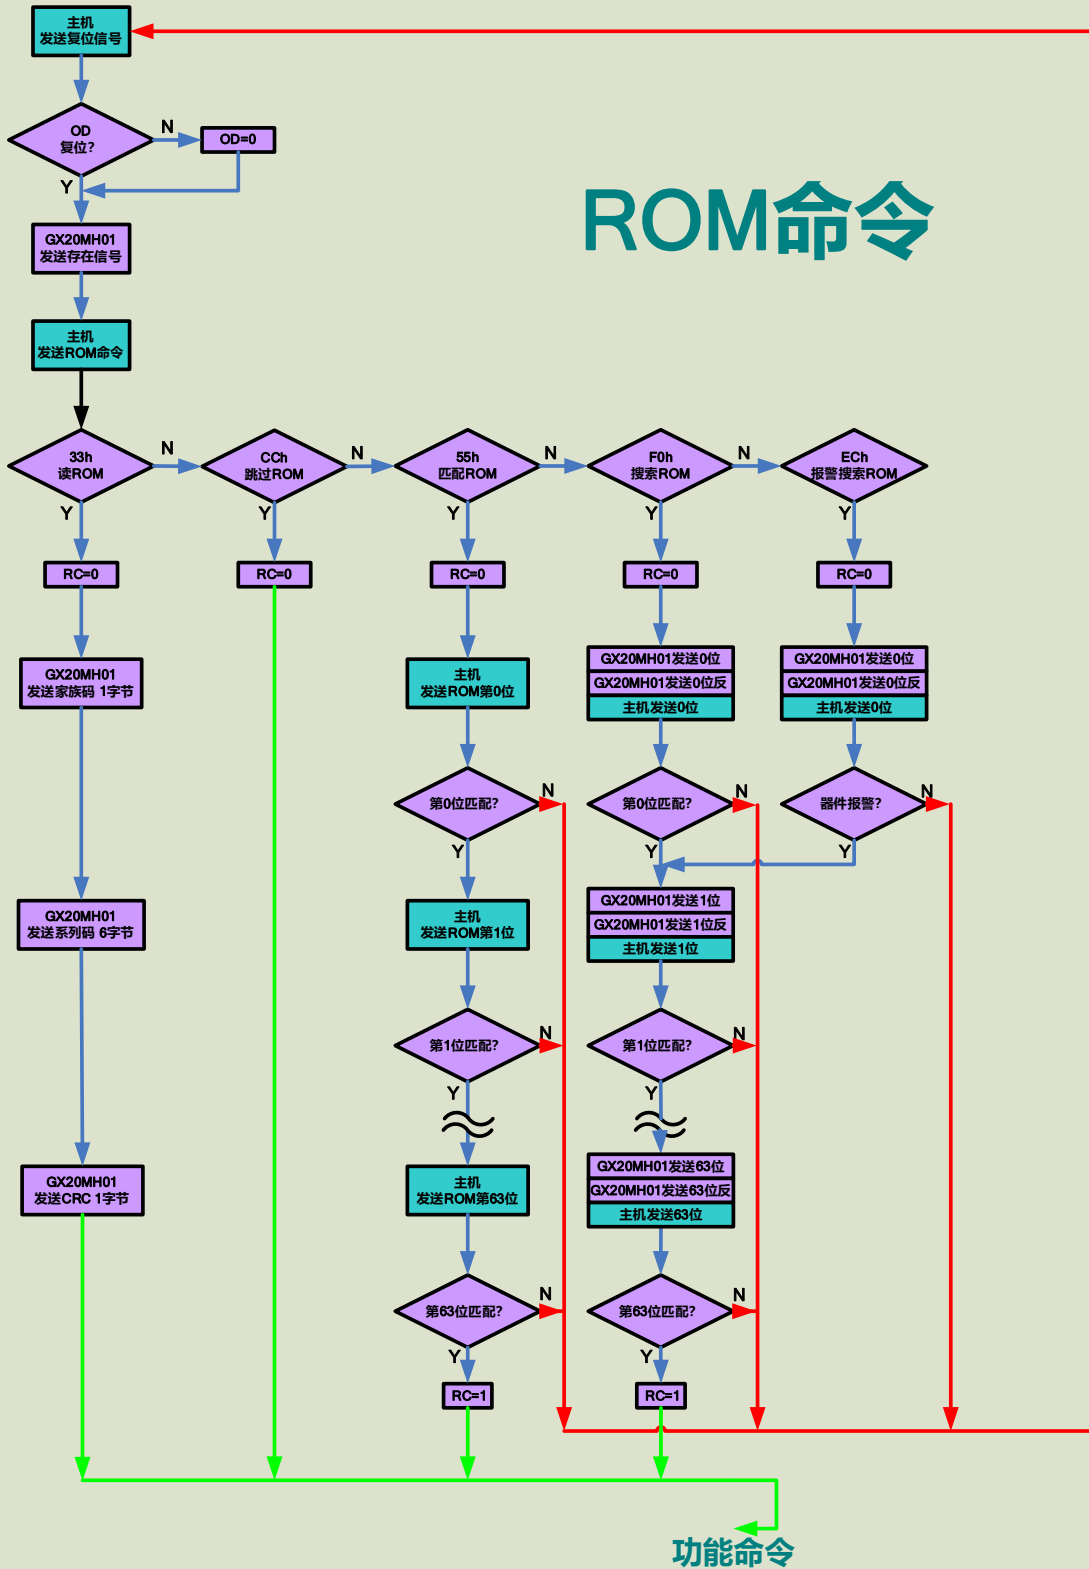 主机
发送复位信号
OD
复位?
N
OD=0
Y
GX20MH01
发送存在信号
ROM命令
主机
发送ROM命令
33h
读ROM
N
CCh
跳过ROM
N
55h
匹配ROM
N
F0h
搜索ROM
N
ECh
报警搜索ROM
Y
Y
Y
Y
Y
RC=0
RC=0
RC=0
RC=0
RC=0
GX20MH01
发送家族码 1字节
主机
发送ROM第0位
GX20MH01发送0位
GX20MH01发送0位反
主机发送0位
GX20MH01发送0位
GX20MH01发送0位反
主机发送0位
第0位匹配?
N
第0位匹配?
N
器件报警?
N
Y
Y
Y
GX20MH01
发送系列码 6字节
主机
发送ROM第1位
GX20MH01发送1位
GX20MH01发送1位反
主机发送1位
第1位匹配?
N
第1位匹配?
N
Y
Y
GX20MH01
发送CRC 1字节
主机
发送ROM第63位
GX20MH01发送63位
GX20MH01发送63位反
主机发送63位
第63位匹配?
N
第63位匹配?
N
Y
Y
RC=1
RC=1
功能命令